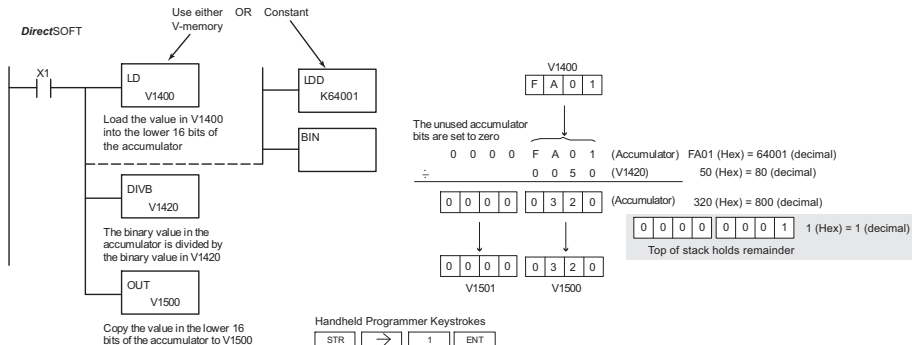 DirectSOFT
Use either OR Constant
V-memory
X1
LD
V1400
LDD
K64001
Load the value in V1400
into the lower 16 bits of
the accumulator
BIN
DIVB
V1420
The binary value in the
accumulator is divided by
the binary value in V1420
OUT
V1500
Copy the value in the lower 16
bits of the accumulator to V1500
V1400
F A 0 1
The unused accumulator
bits are set to zero
0 0 0 0 F A 0 1 (Accumulator) FA01 (Hex) = 64001 (decimal)
÷ 0 0 5 0 (V1420) 50 (Hex) = 80 (decimal)
0 0 0 0 0 3 2 0 (Accumulator) 320 (Hex) = 800 (decimal)
0 0 0 0 0 0 0 1 1 (Hex) = 1 (decimal)
Top of stack holds remainder
0 0 0 0 0 3 2 0
V1501 V1500
Handheld Programmer Keystrokes
STR → 1 ENT